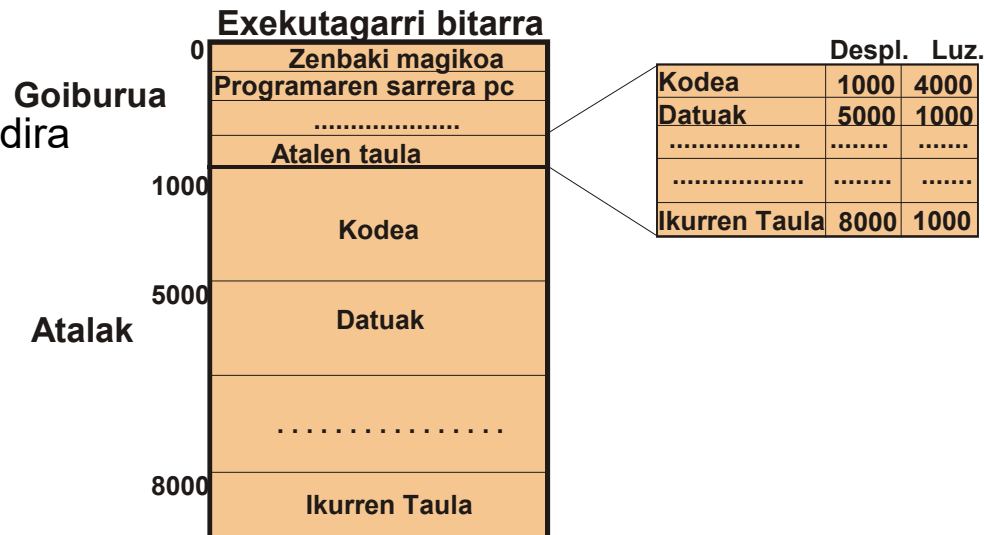 Exekutagarri bitarra
0
Zenbaki magikoa
Programaren sarrera pc
....................
Atalen taula
Goiburua
dira
1000
Kodea
5000
Datuak
Atalak
. . . . . . . . . . . . . . . .
8000
Ikurren Taula
Despl. Luz.
Kodea 1000 4000
Datuak 5000 1000
.................. ........ .......
.................. ........ .......
Ikurren Taula 8000 1000